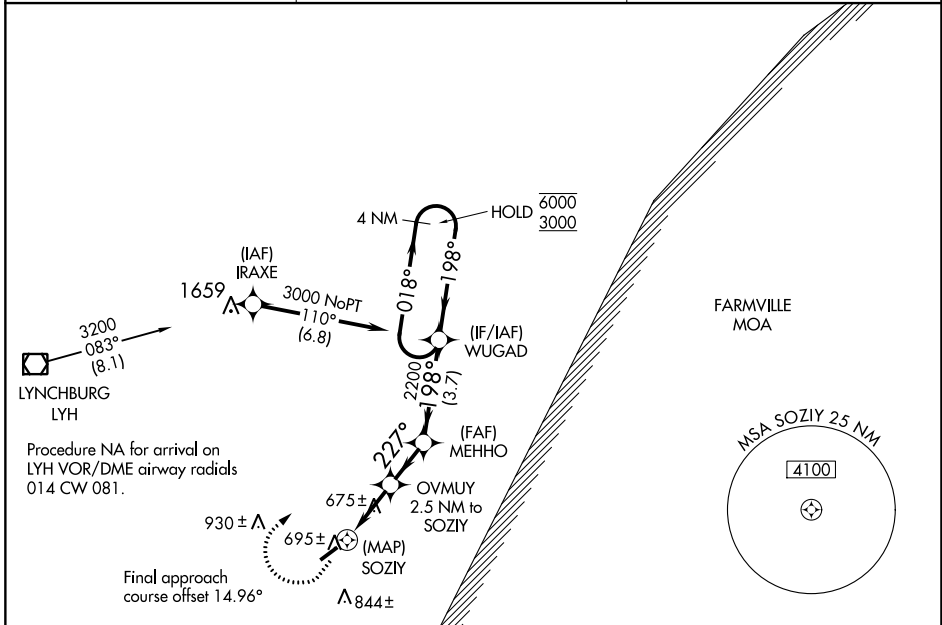 4 NM
HOLD
6000
3000
018°
198°
(IAF)
IRAXE
1659
3000 NoPT
110°
(6.8)
(IF/IAF)
WUGAD
FARMVILLE
MOA
3200
083°
(8.1)
LYNCHBURG
LYH
2200
198°
(3.7)
Procedure NA for arrival on
LYH VOR/DME airway radials
014 CW 081.
227°
(FAF)
MEHHO
OVMUY
2.5 NM to
SOZIY
675±
930±
695±
(MAP)
SOZIY
Final approach
course offset 14.96°
844±
MSA SOZIY 25 NM
4100